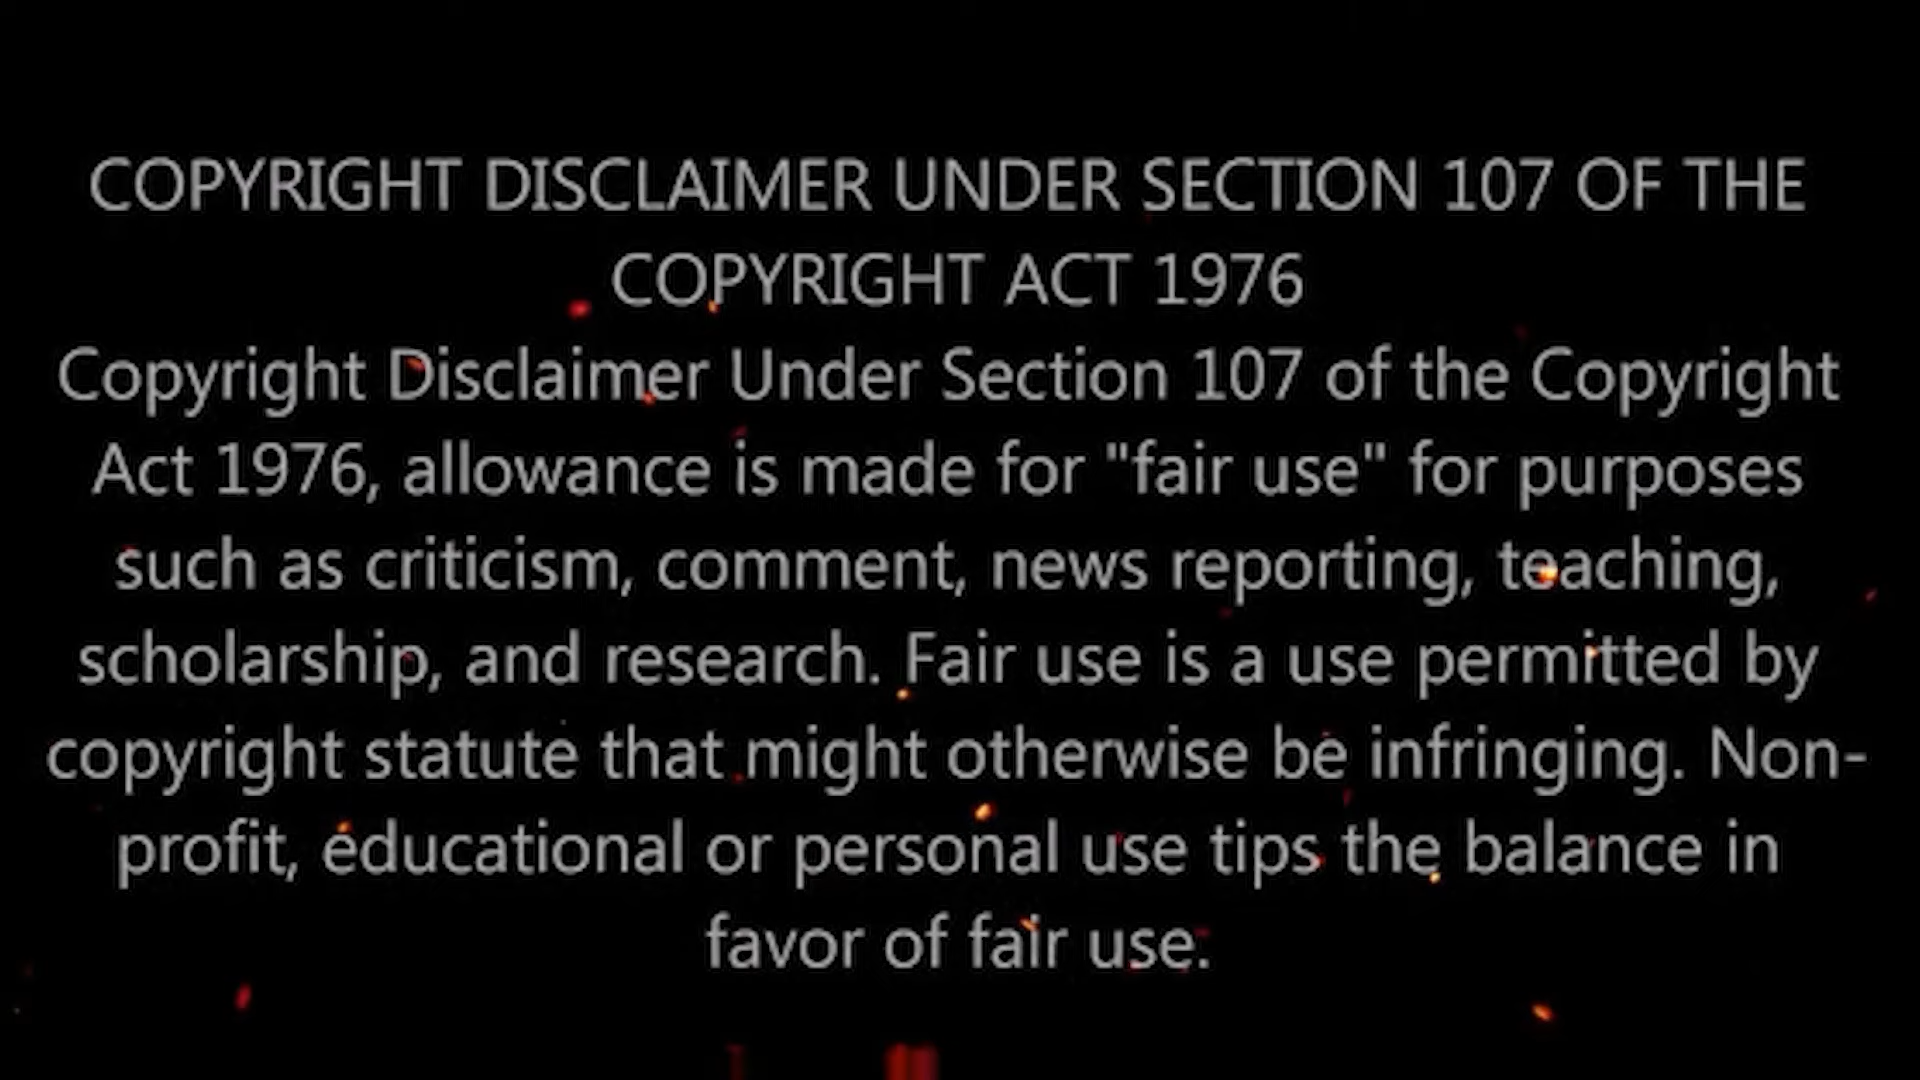 COPYRIGHT DISCLAIMER UNDER SECTION 107 OF THE
COPYRIGHT ACT 1976
Copyright Disclaimer Under Section 107 of the Copyright
Act 1976, allowance is made for "fair use" for purposes
such as criticism, comment, news reporting, teaching,
scholarship, and research. Fair use is a use permitted by
copyright statute that might otherwise be infringing. Non-
profit, educational or personal use tips the balance in
favor of fair use.